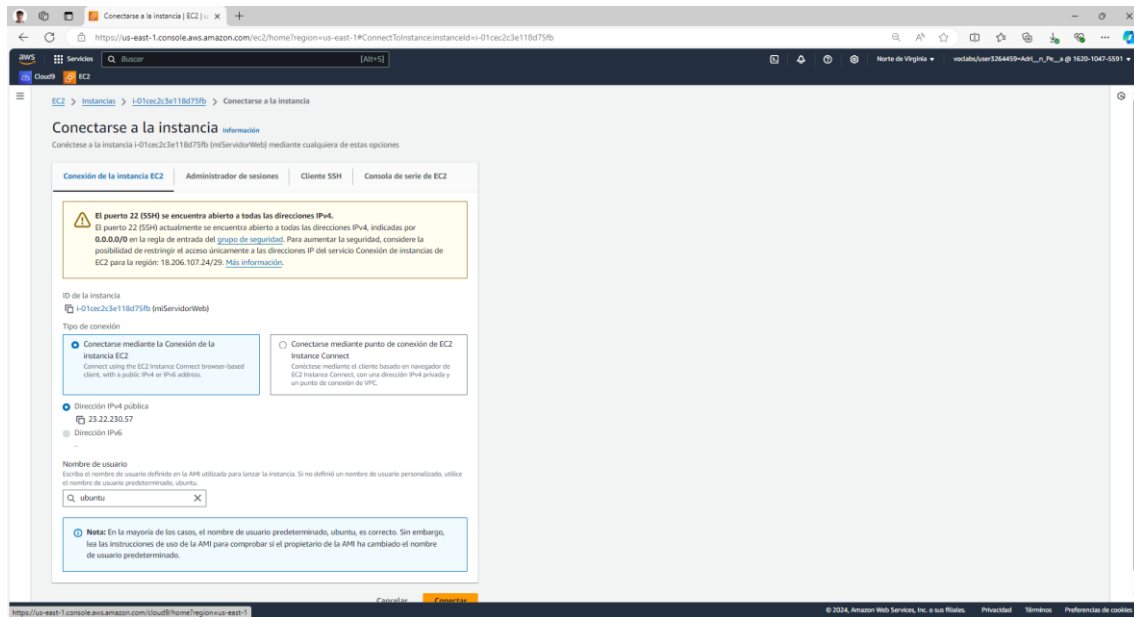 Conectarse a la instancia | EC2 | u
https://us-east-1.console.aws.amazon.com/ec2/home?region=us-east-1#ConnectToInstance:instanceId=i-01cec2c3e118d75fb
aws Servicios Buscar [Alt+S] Norte de Virginia voclabs/user3264459=Adri__n_Pe__a @ 1620-1047-5591
Cloud9 EC2
EC2 > Instancias > i-01cec2c3e118d75fb > Conectarse a la instancia
Conectarse a la instancia Información
Conéctese a la instancia i-01cec2c3e118d75fb (miServidorWeb) mediante cualquiera de estas opciones
Conexión de la instancia EC2 Administrador de sesiones Cliente SSH Consola de serie de EC2
El puerto 22 (SSH) se encuentra abierto a todas las direcciones IPv4.
El puerto 22 (SSH) actualmente se encuentra abierto a todas las direcciones IPv4, indicadas por
0.0.0.0/0 en la regla de entrada del grupo de seguridad. Para aumentar la seguridad, considere la
posibilidad de restringir el acceso únicamente a las direcciones IP del servicio Conexión de instancias de
EC2 para la región: 18.206.107.24/29. Más información.
ID de la instancia
i-01cec2c3e118d75fb (miServidorWeb)
Tipo de conexión
Conectarse mediante la Conexión de la
instancia EC2
Connect using the EC2 Instance Connect browser-based
client, with a public IPv4 or IPv6 address.
Conectarse mediante punto de conexión de EC2
Instance Connect
Conéctese mediante el cliente basado en navegador de
EC2 Instance Connect, con una dirección IPv4 privada y
un punto de conexión de VPC.
Dirección IPv4 pública
23.22.230.57
Dirección IPv6
–
Nombre de usuario
Escriba el nombre de usuario definido en la AMI utilizada para lanzar la instancia. Si no definió un nombre de usuario personalizado, utilice
el nombre de usuario predeterminado, ubuntu.
ubuntu
Nota: En la mayoría de los casos, el nombre de usuario predeterminado, ubuntu, es correcto. Sin embargo,
lea las instrucciones de uso de la AMI para comprobar si el propietario de la AMI ha cambiado el nombre
de usuario predeterminado.
Cancelar Conectar
https://us-east-1.console.aws.amazon.com/cloud9/home?region=us-east-1 © 2024, Amazon Web Services, Inc. o sus filiales. Privacidad Términos Preferencias de cookies